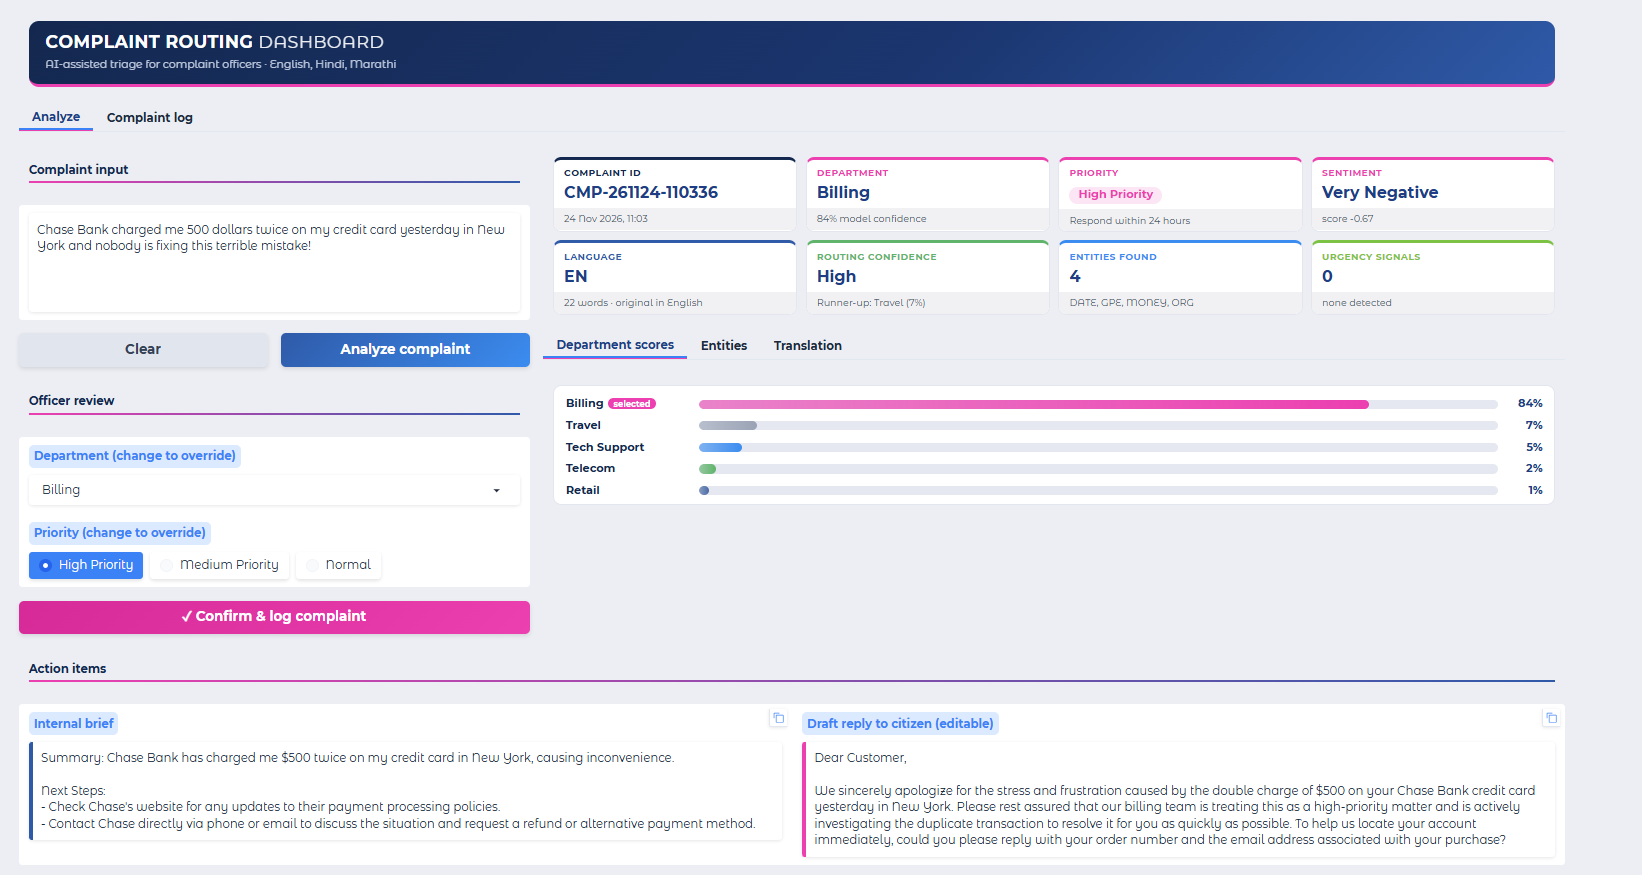 COMPLAINT ROUTING DASHBOARD
AI-assisted triage for complaint officers · English, Hindi, Marathi
Analyze
Complaint log
Complaint input
Chase Bank charged me 500 dollars twice on my credit card yesterday in New
York and nobody is fixing this terrible mistake!
Clear
Analyze complaint
Officer review
Department (change to override)
Billing
Priority (change to override)
High Priority
Medium Priority
Normal
✓ Confirm & log complaint
COMPLAINT ID
CMP-261124-110336
24 Nov 2026, 11:03
DEPARTMENT
Billing
84% model confidence
PRIORITY
High Priority
Respond within 24 hours
SENTIMENT
Very Negative
score -0.67
LANGUAGE
EN
22 words · original in English
ROUTING CONFIDENCE
High
Runner-up: Travel (7%)
ENTITIES FOUND
4
DATE, GPE, MONEY, ORG
URGENCY SIGNALS
0
none detected
Department scores
Entities
Translation
Billing selected 84%
Travel 7%
Tech Support 5%
Telecom 2%
Retail 1%
Action items
Internal brief
Summary: Chase Bank has charged me $500 twice on my credit card in New York, causing inconvenience.
Next Steps:
- Check Chase's website for any updates to their payment processing policies.
- Contact Chase directly via phone or email to discuss the situation and request a refund or alternative payment method.
Draft reply to citizen (editable)
Dear Customer,
We sincerely apologize for the stress and frustration caused by the double charge of $500 on your Chase Bank credit card
yesterday in New York. Please rest assured that our billing team is treating this as a high-priority matter and is actively
investigating the duplicate transaction to resolve it for you as quickly as possible. To help us locate your account
immediately, could you please reply with your order number and the email address associated with your purchase?